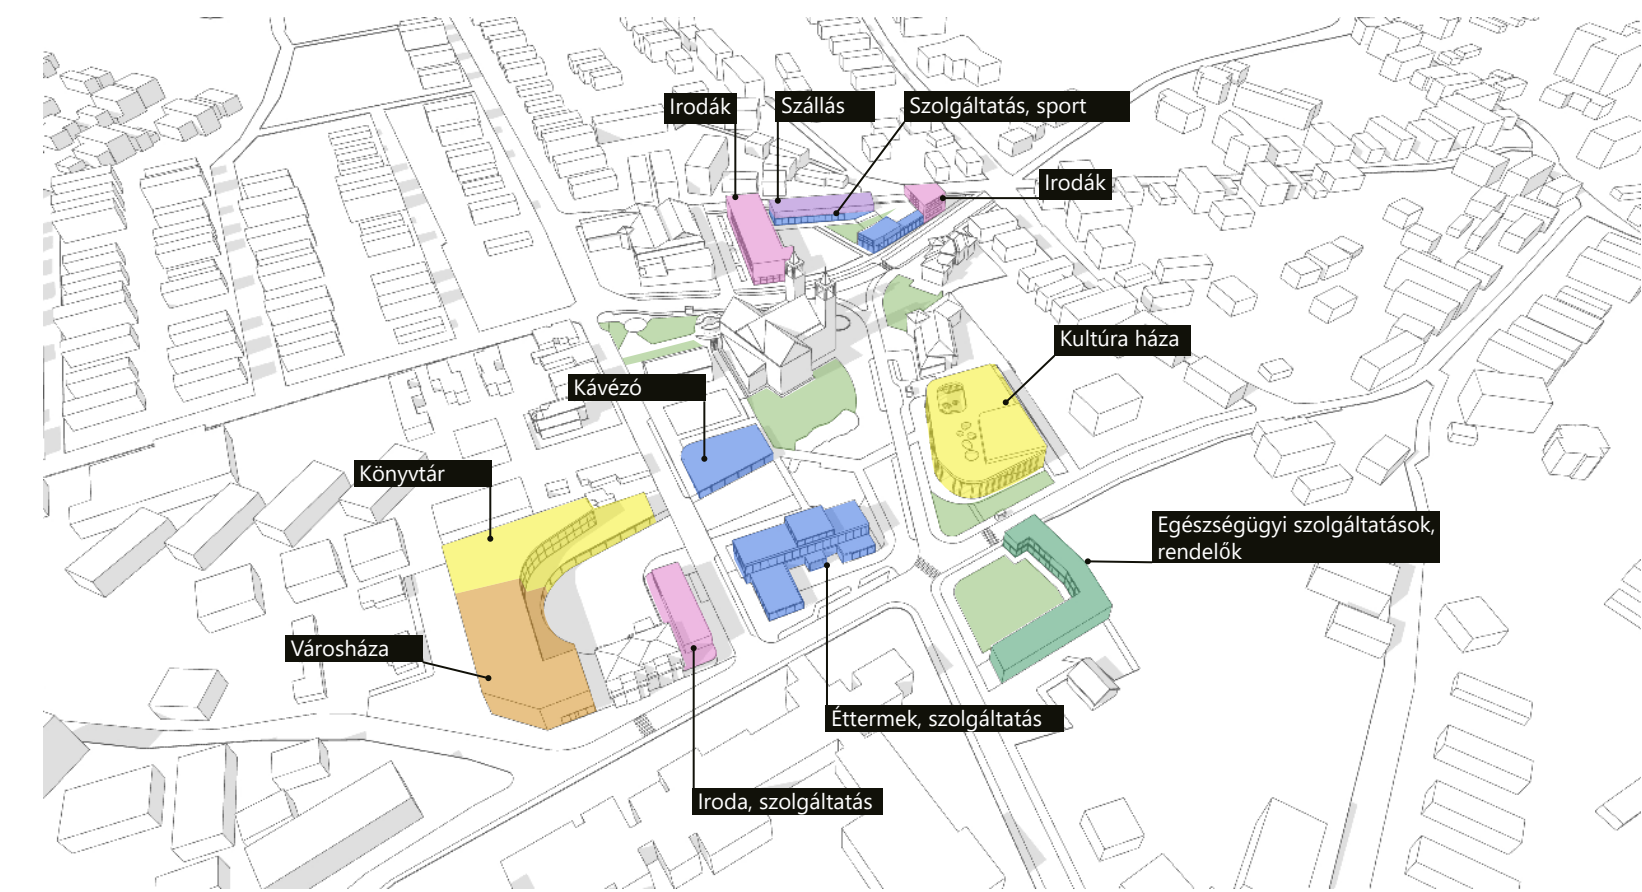 Irodák
Szállás
Szolgáltatás, sport
Irodák
Kultúra háza
Kávézó
Könyvtár
Egészségügyi szolgáltatások,
rendelők
Városháza
Éttermek, szolgáltatás
Iroda, szolgáltatás